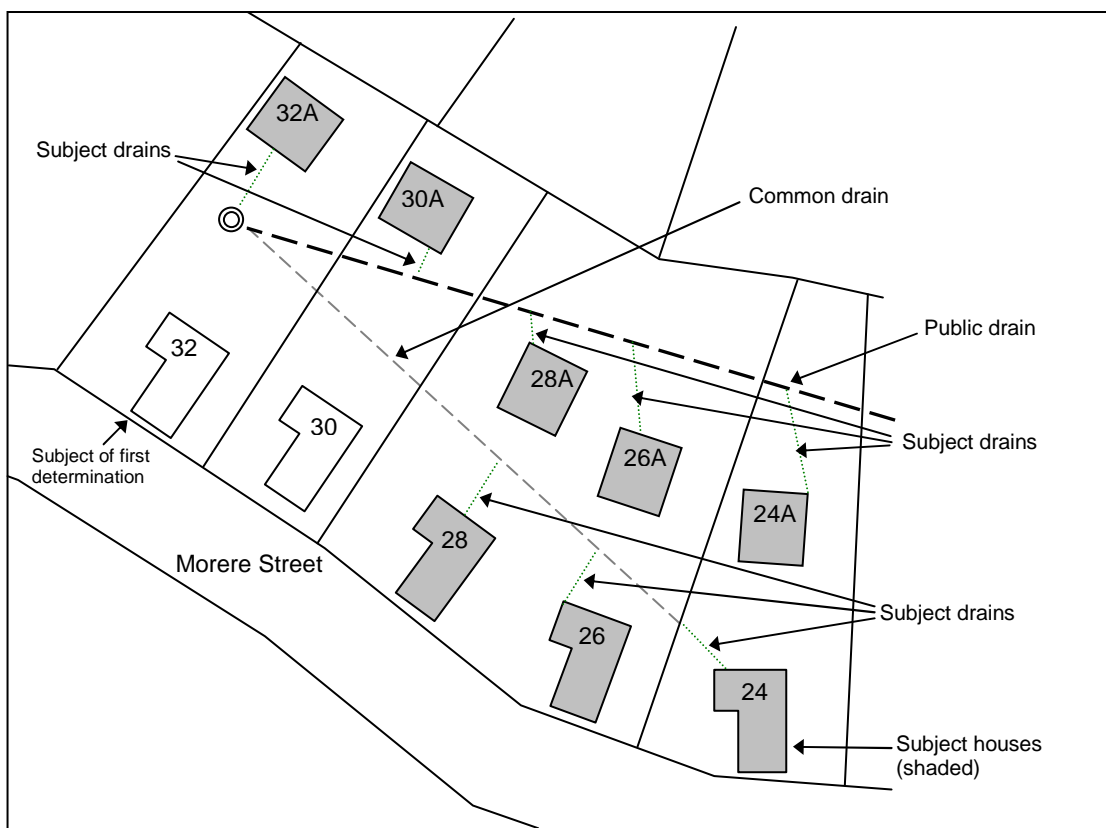 32A
Subject drains
30A
Common drain
Public drain
32
28A
30
Subject drains
26A
Subject of first
determination
24A
28
Morere Street
Subject drains
26
24
Subject houses
(shaded)